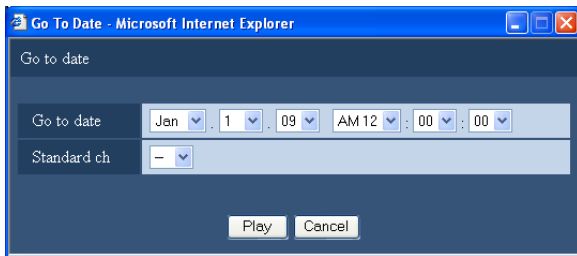 Go To Date - Microsoft Internet Explorer
Go to date
Go to date Jan . 1 . 09 AM 12 : 00 : 00
Standard ch –
Play Cancel